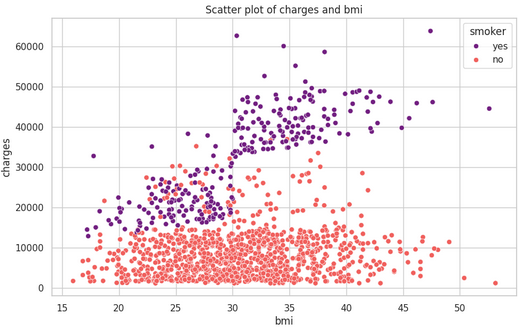 Scatter plot of charges and bmi
smoker
yes
no
60000
50000
40000
30000
20000
10000
0
charges
15 20 25 30 35 40 45 50
bmi